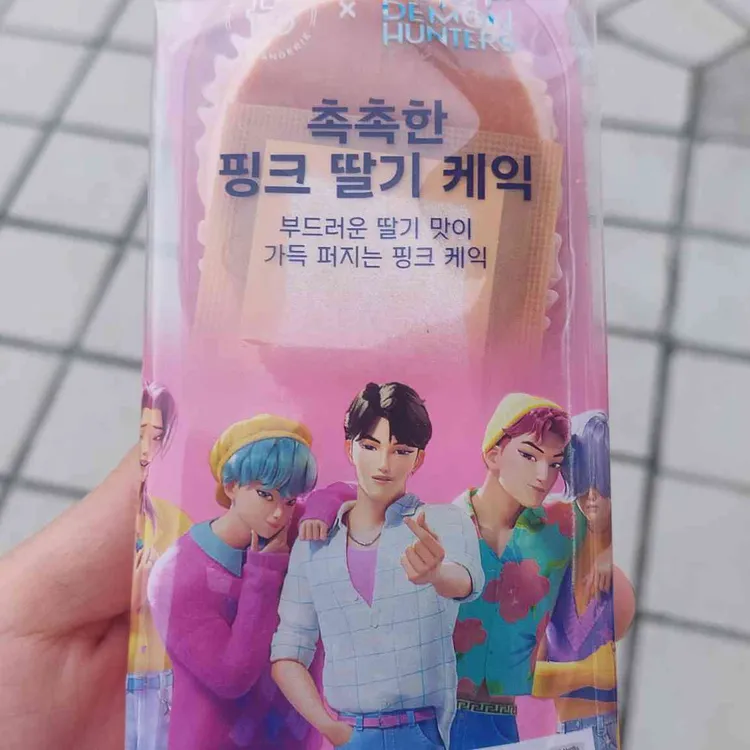 × DEMON
HUNTERS
촉촉한
핑크 딸기 케익
부드러운 딸기 맛이
가득 퍼지는 핑크 케익